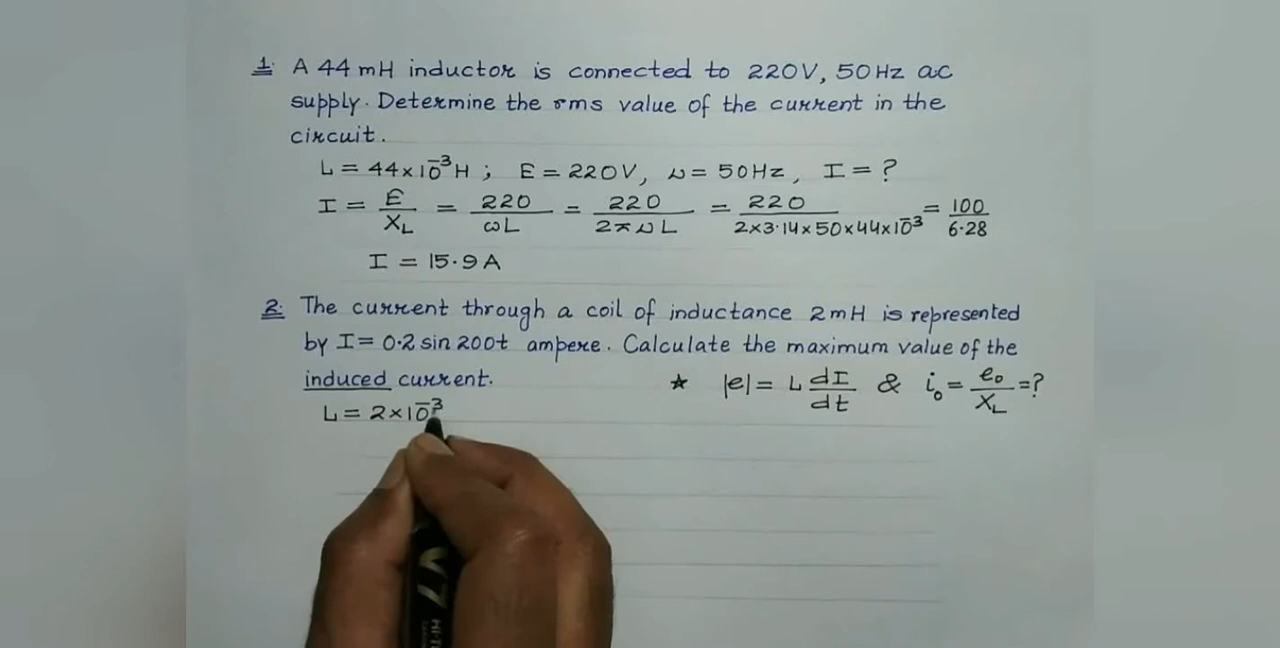 1. A 44 mH inductor is connected to 220V, 50Hz ac
supply. Determine the rms value of the current in the
circuit.
L = 44×10⁻³H ; E = 220V, ν = 50Hz, I = ?
I = E/X_L = 220/ωL = 220/2πνL = 220/2×3·14×50×44×10⁻³ = 100/6·28
I = 15·9 A
2. The current through a coil of inductance 2mH is represented
by I = 0·2 sin 200t ampere. Calculate the maximum value of the
induced current.
* |e| = L dI/dt & i₀ = e₀/X_L = ?
L = 2×10⁻³
V7